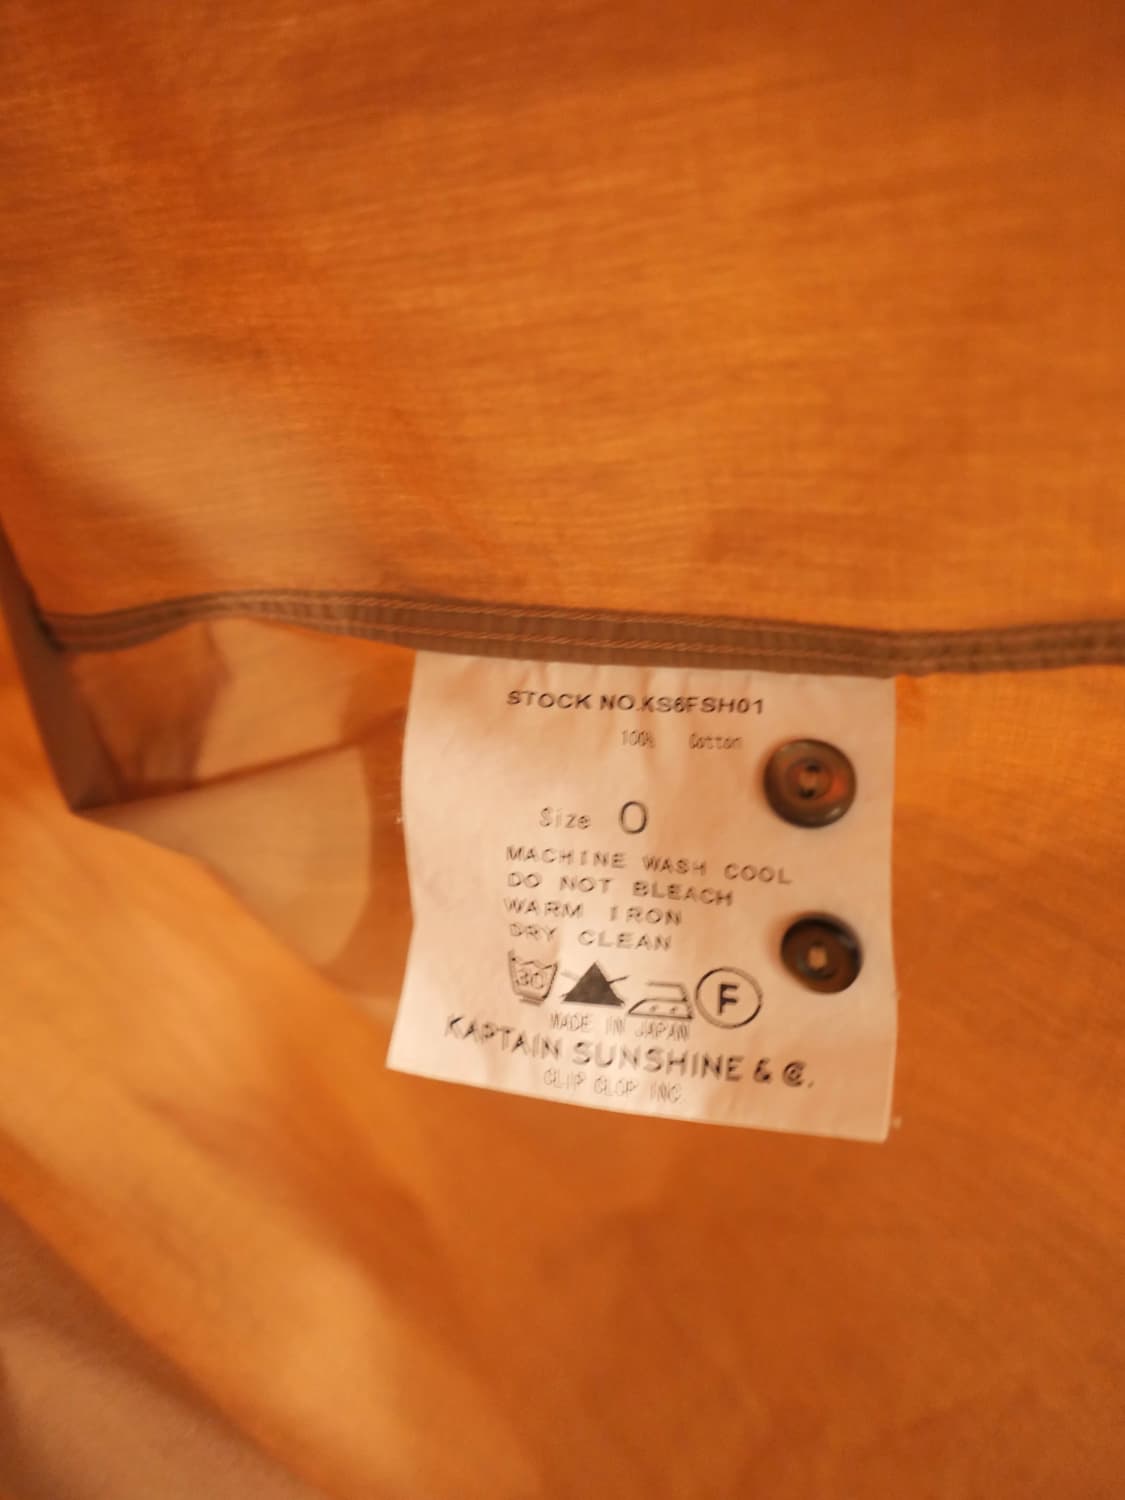 STOCK NO.KS6FSH01
100% Cotton
Size 0
MACHINE WASH COOL
DO NOT BLEACH
WARM IRON
DRY CLEAN
30 F
MADE IN JAPAN
KAPTAIN SUNSHINE & Co.
CLIP CLOP INC.